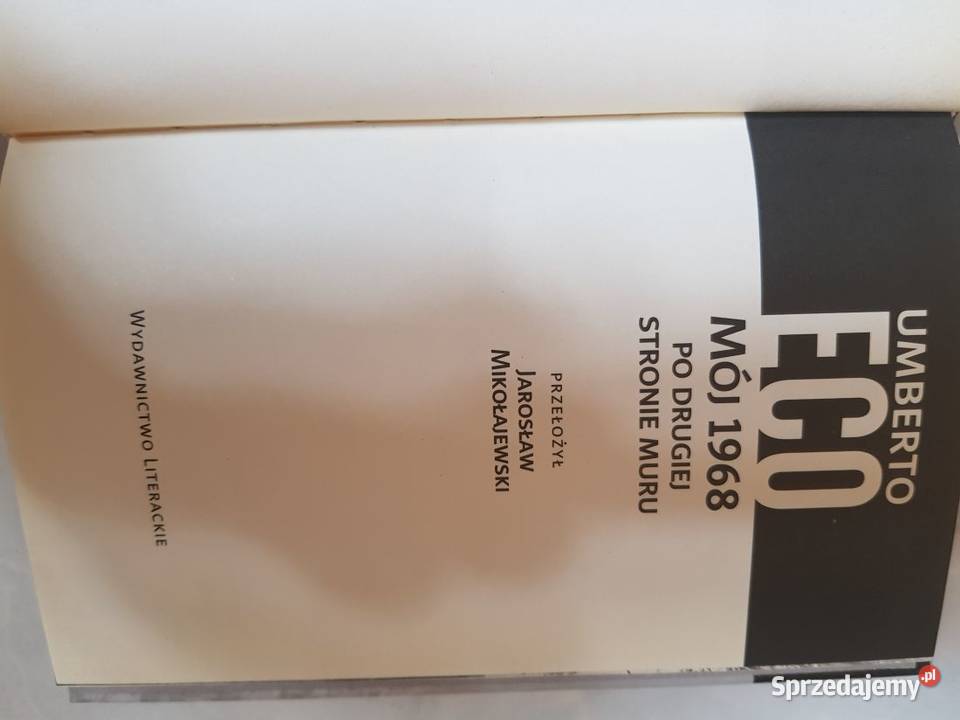 UMBERTO
ECO
MÓJ 1968
PO DRUGIEJ
STRONIE MURU
PRZEŁOŻYŁ
JAROSŁAW
MIKOŁAJEWSKI
WYDAWNICTWO LITERACKIE
Sprzedajemy.pl